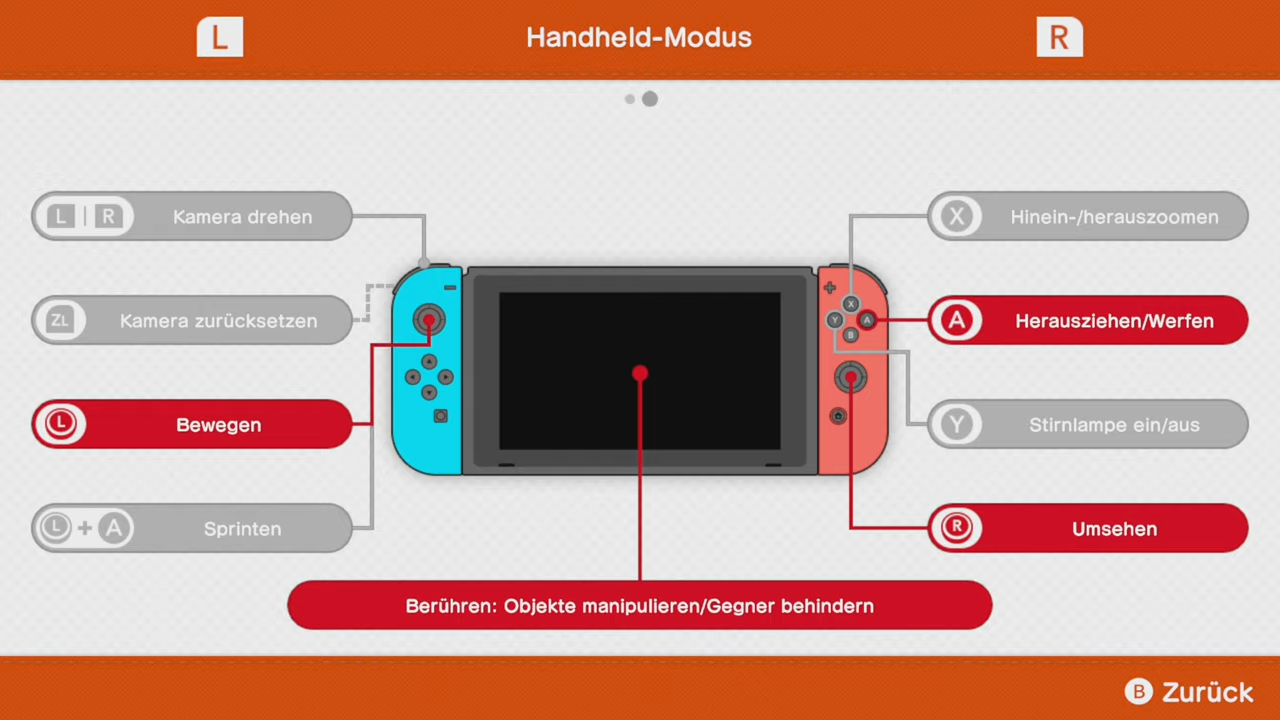 L
Handheld-Modus
R
L | R Kamera drehen
ZL Kamera zurücksetzen
L Bewegen
L + A Sprinten
X Hinein-/herauszoomen
A Herausziehen/Werfen
Y Stirnlampe ein/aus
R Umsehen
X
Y A
B
Berühren: Objekte manipulieren/Gegner behindern
B Zurück